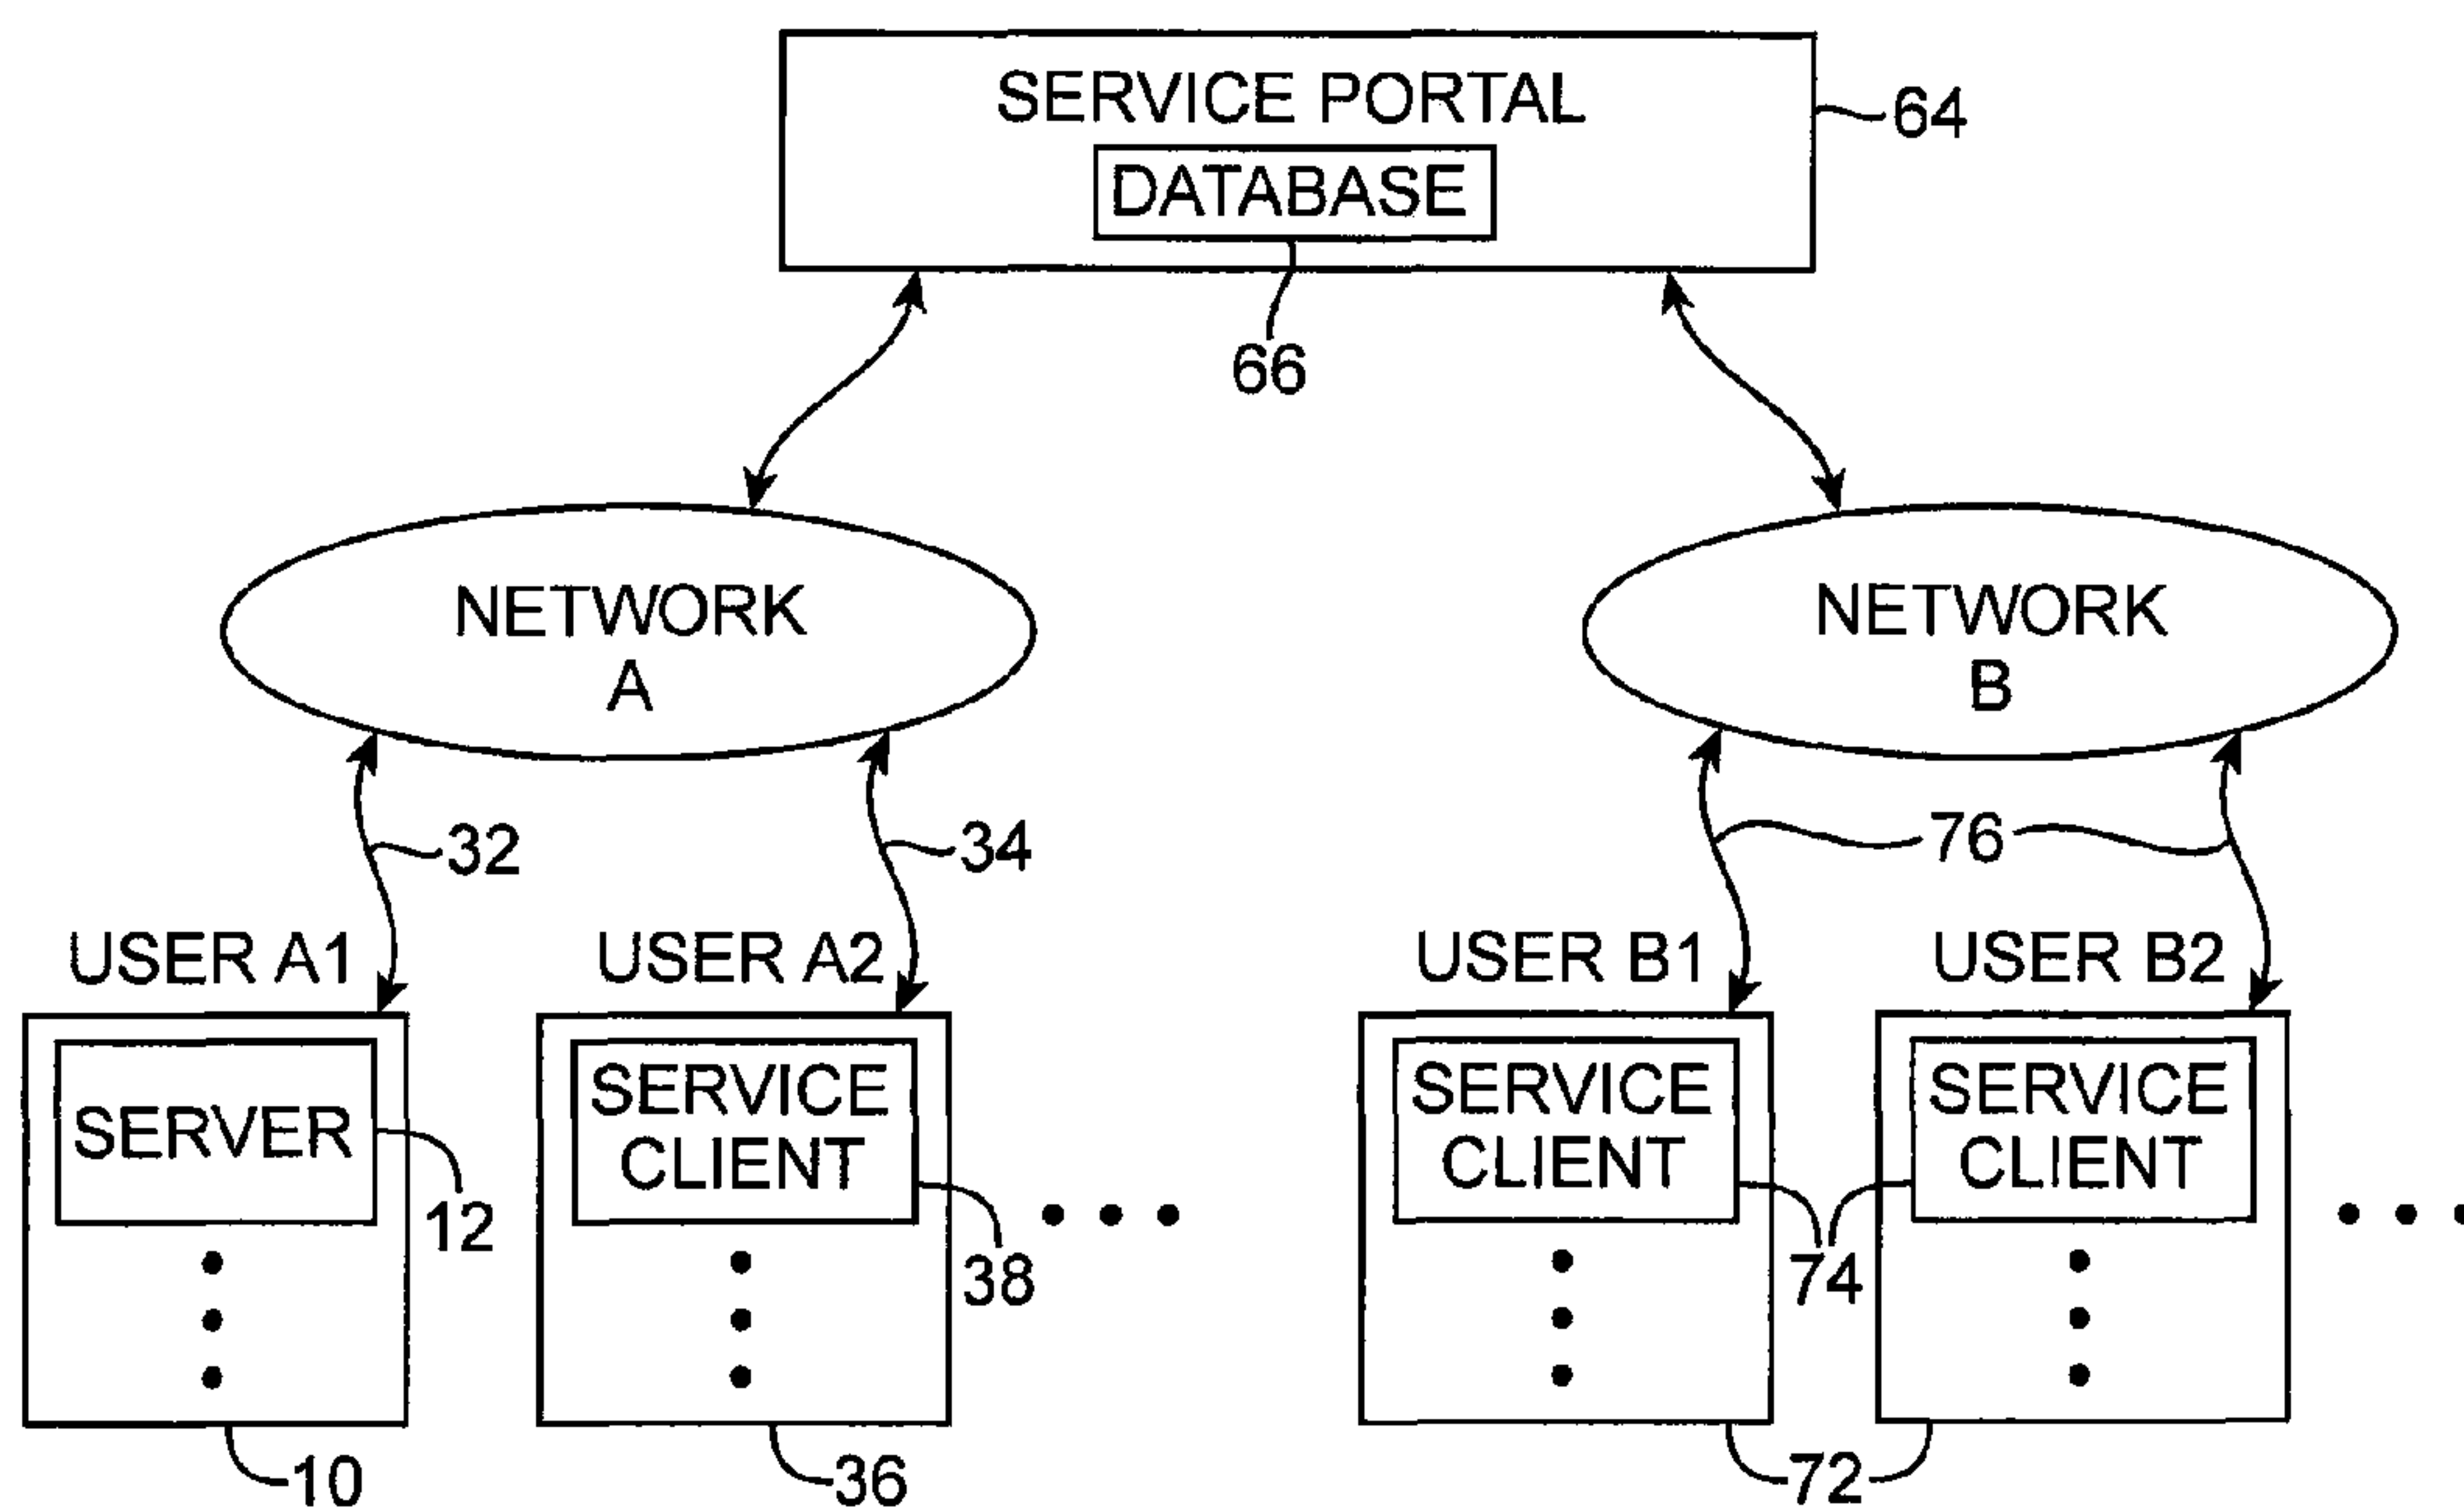 SERVICE PORTAL
64
DATABASE
66
NETWORK
A
NETWORK
B
32
34
76
USER A1
USER A2
USER B1
USER B2
SERVER
SERVICE
CLIENT
SERVICE
CLIENT
SERVICE
CLIENT
12
38
74
10
36
72